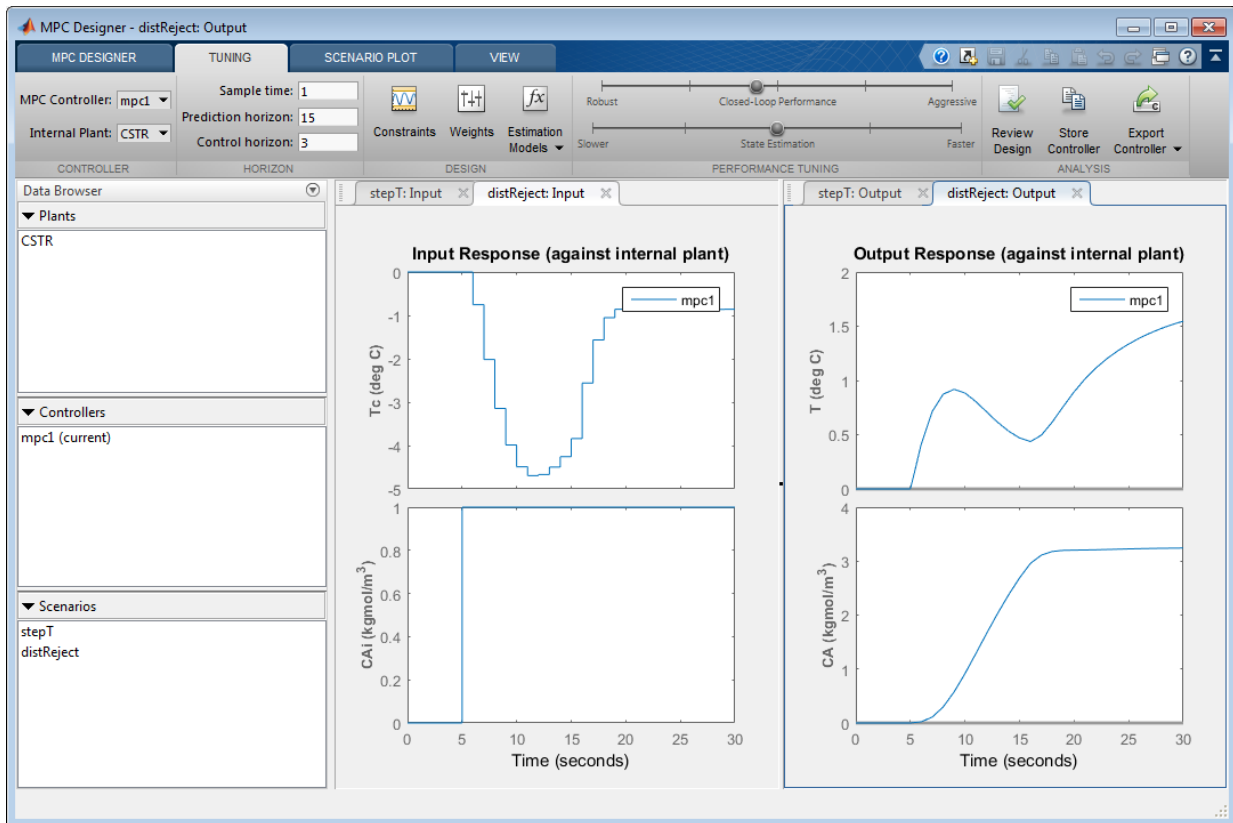 MPC Designer - distReject: Output
MPC DESIGNER
TUNING
SCENARIO PLOT
VIEW
MPC Controller: mpc1
Internal Plant: CSTR
CONTROLLER
Sample time: 1
Prediction horizon: 15
Control horizon: 3
HORIZON
Constraints
Weights
Estimation
Models
DESIGN
Robust
Closed-Loop Performance
Aggressive
Slower
State Estimation
Faster
PERFORMANCE TUNING
Review
Design
Store
Controller
Export
Controller
ANALYSIS
Data Browser
Plants
CSTR
Controllers
mpc1 (current)
Scenarios
stepT
distReject
stepT: Input
distReject: Input
Input Response (against internal plant)
mpc1
Tc (deg C)
0
-1
-2
-3
-4
-5
CAi (kgmol/m³)
1
0.8
0.6
0.4
0.2
0
0 5 10 15 20 25 30
Time (seconds)
stepT: Output
distReject: Output
Output Response (against internal plant)
mpc1
T (deg C)
2
1.5
1
0.5
0
CA (kgmol/m³)
4
3
2
1
0
0 5 10 15 20 25 30
Time (seconds)